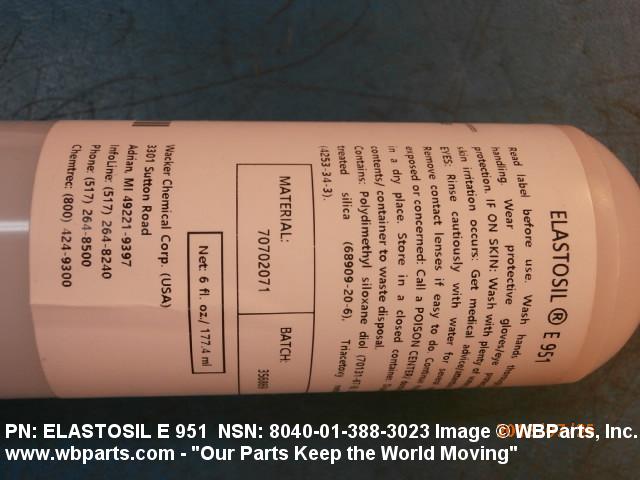 ELASTOSIL ® E 951
Read label before use. Wash hands
handling. Wear protective gloves/eye
protection. IF ON SKIN: Wash with plenty of
skin irritation occurs: Get medical advice/
EYES: Rinse cautiously with water for
Remove contact lenses if easy to do.
exposed or concerned: Call a POISON CENTER/
in a dry place. Store in a closed container.
contents/ container to waste disposal.
Contains: Polydimethyl siloxane diol
treated silica (68909-20-6). Triacetoxy
(4253-34-3).
MATERIAL: BATCH:
70702071
Net: 6 fl. oz./ 177.4 ml
Wacker Chemical Corp. (USA)
3301 Sutton Road
Adrian, MI 49221-9397
InfoLine: (517) 264-8240
Phone: (517) 264-8500
Chemtrec: (800) 424-9300
PN: ELASTOSIL E 951 NSN: 8040-01-388-3023 Image © WBParts, Inc.
www.wbparts.com - "Our Parts Keep the World Moving"